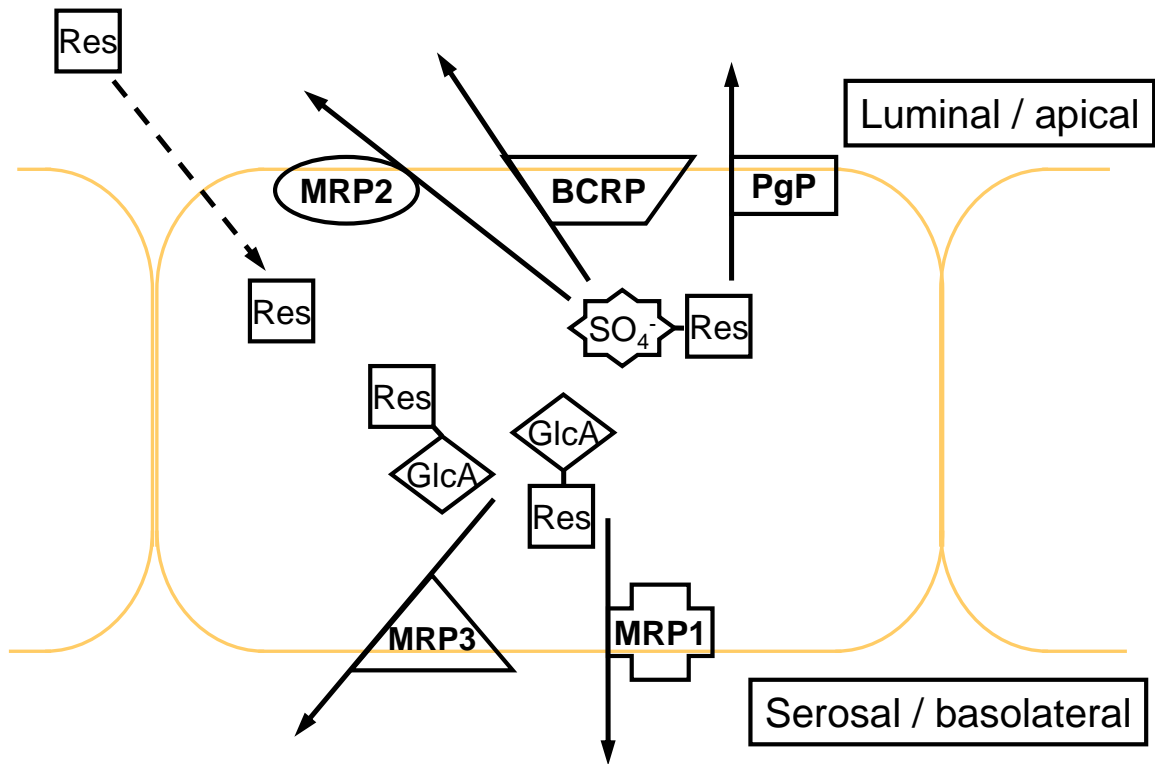 Res
Luminal / apical
MRP2
BCRP
PgP
Res
SO₄⁻
Res
Res
GlcA
GlcA
Res
MRP3
MRP1
Serosal / basolateral